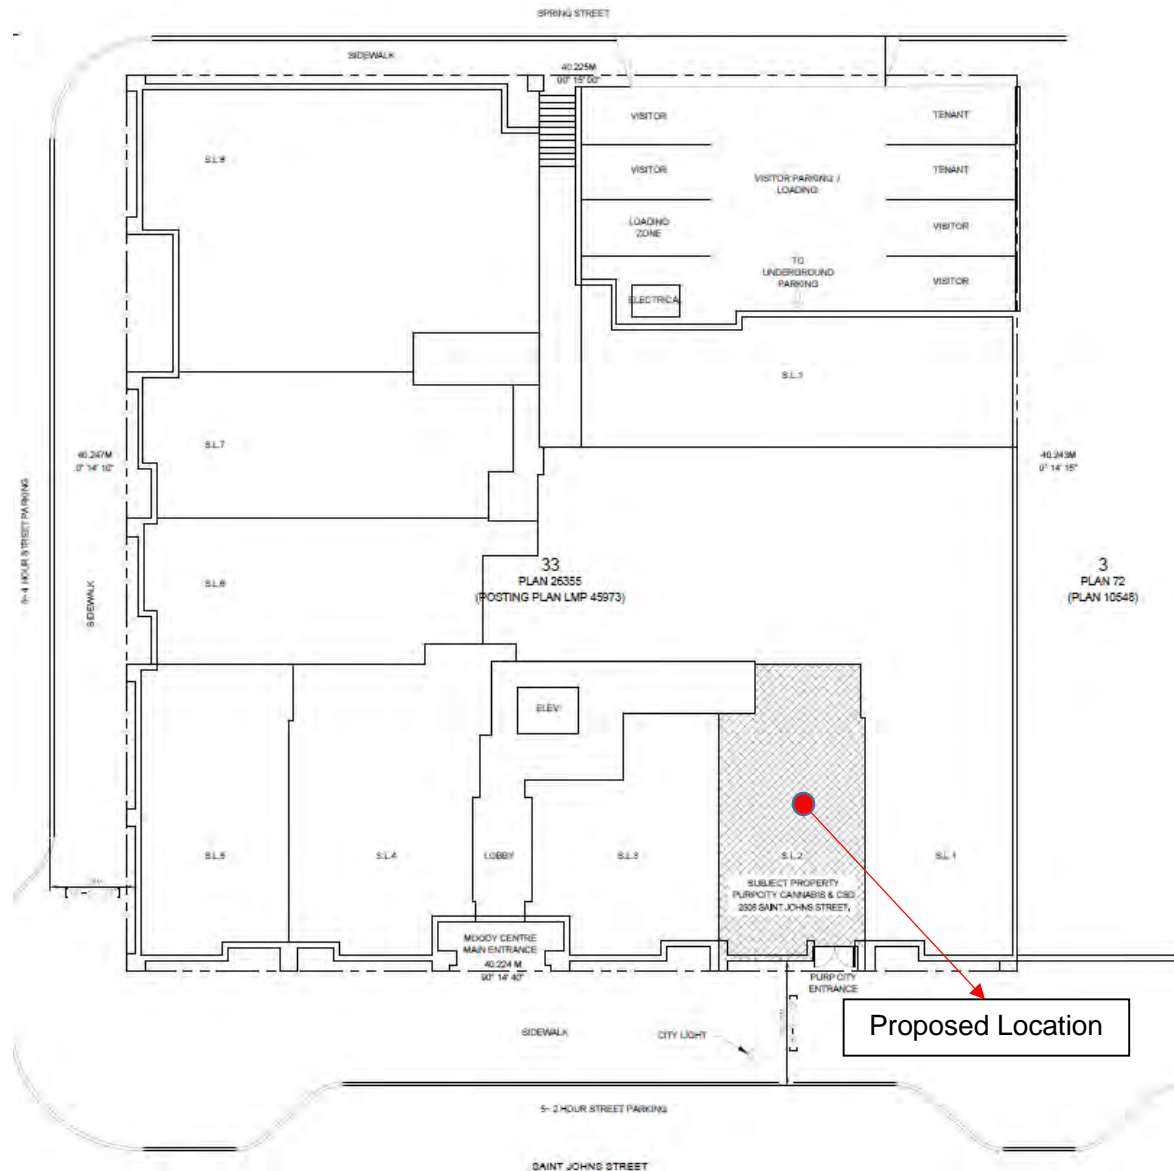 SPRING STREET
SIDEWALK
40.225M
90° 15' 00"
VISITOR
TENANT
S.L.8
VISITOR
VISITOR PARKING /
LOADING
TENANT
LOADING
ZONE
VISITOR
TO
UNDERGROUND
PARKING
VISITOR
ELECTRICAL
S.L.1
S.L.7
40.247M
0° 14' 10"
40.243M
0° 14' 15"
HOUR STREET PARKING
SIDEWALK
33
PLAN 26355
(POSTING PLAN LMP 45973)
3
PLAN 72
(PLAN 10548)
S.L.6
ELEV.
S.L.5
S.L.4
LOBBY
S.L.3
S.L.2
S.L.1
SUBJECT PROPERTY
PURPCITY CANNABIS & CBD
SAINT JOHNS STREET,
MOODY CENTRE
MAIN ENTRANCE
40.224 M
90° 14' 40"
PURP CITY
ENTRANCE
Proposed Location
SIDEWALK
CITY LIGHT
5- 2 HOUR STREET PARKING
SAINT JOHNS STREET